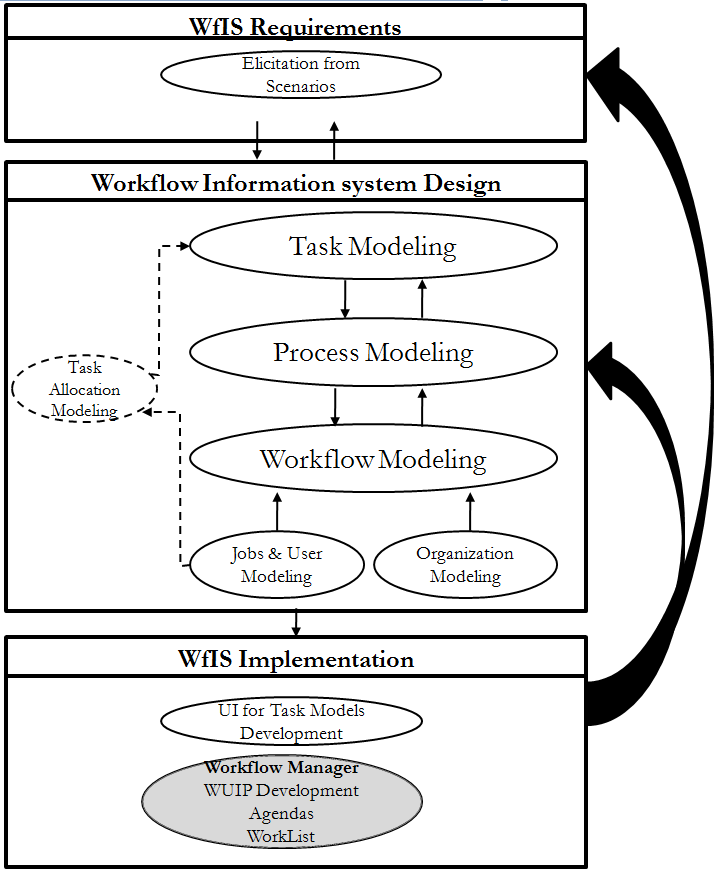 WfIS Requirements
Elicitation from
Scenarios
Workflow Information system Design
Task Modeling
Process Modeling
Task
Allocation
Modeling
Workflow Modeling
Jobs & User
Modeling
Organization
Modeling
WfIS Implementation
UI for Task Models
Development
Workflow Manager
WUIP Development
Agendas
WorkList